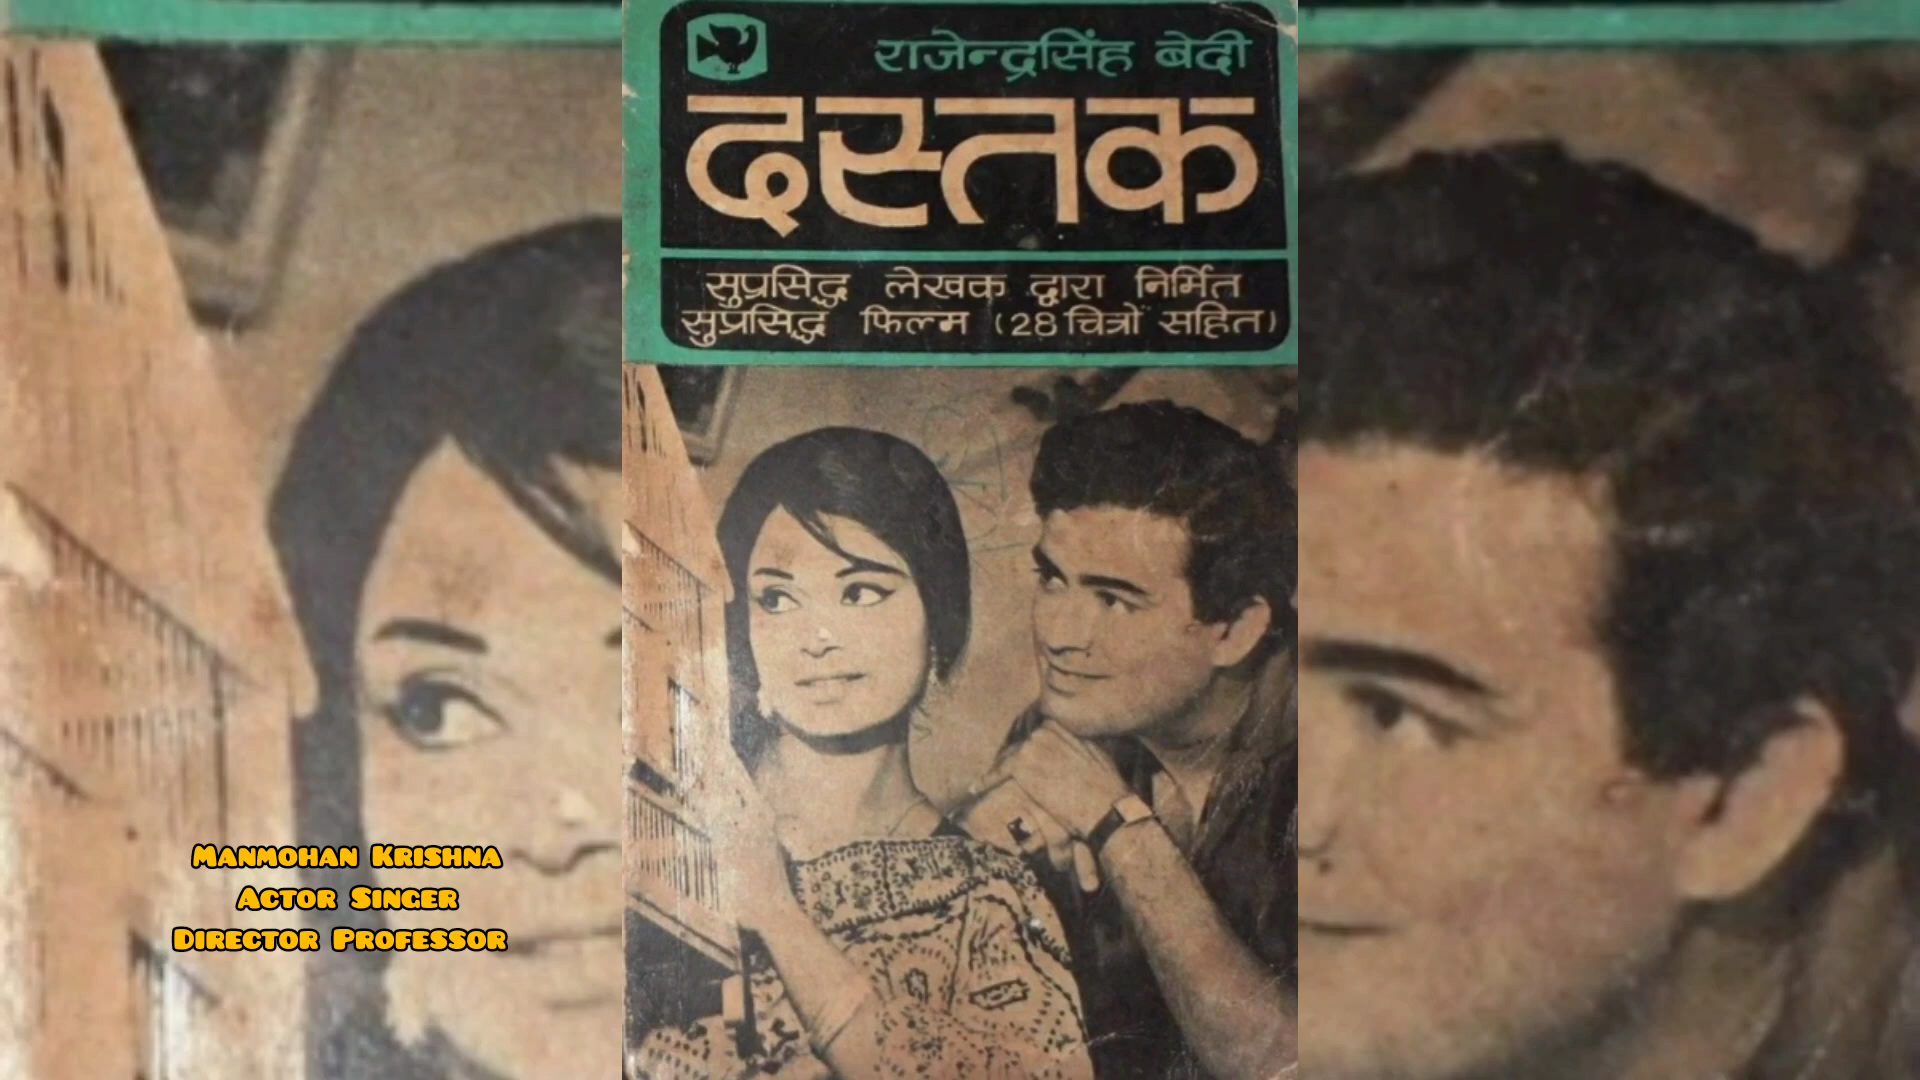 राजेन्द्रसिंह बेदी
दस्तक
सुप्रसिद्ध लेखक द्वारा निर्मित
सुप्रसिद्ध फिल्म (28 चित्रों सहित)
Manmohan Krishna
Actor Singer
Director Professor